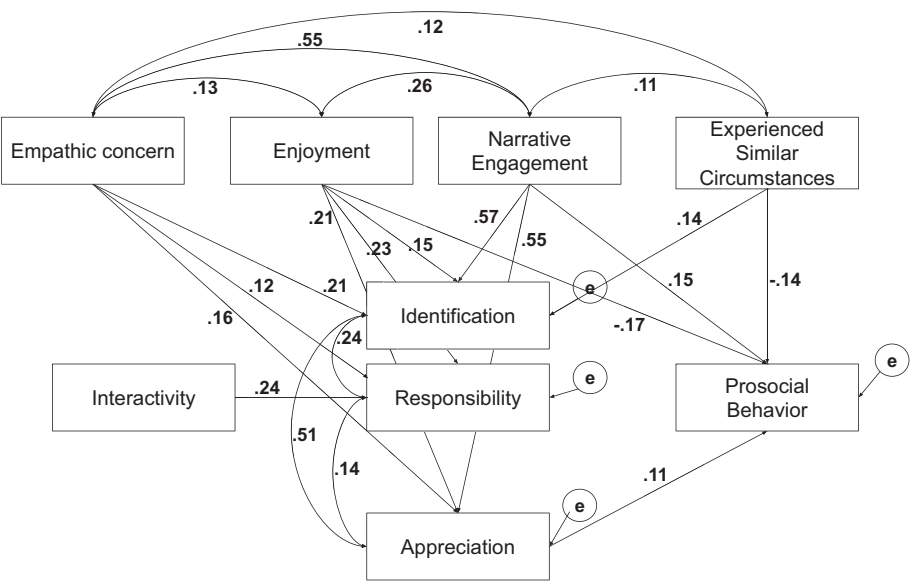 .12
.55
.13
.26
.11
Empathic concern
Enjoyment
Narrative
Engagement
Experienced
Similar
Circumstances
.21
.23
.15
.57
.55
.14
.12
.21
.16
e
.15
-.14
-.17
Identification
.24
Interactivity
.24
Responsibility
e
Prosocial
Behavior
e
.51
.14
.11
e
Appreciation